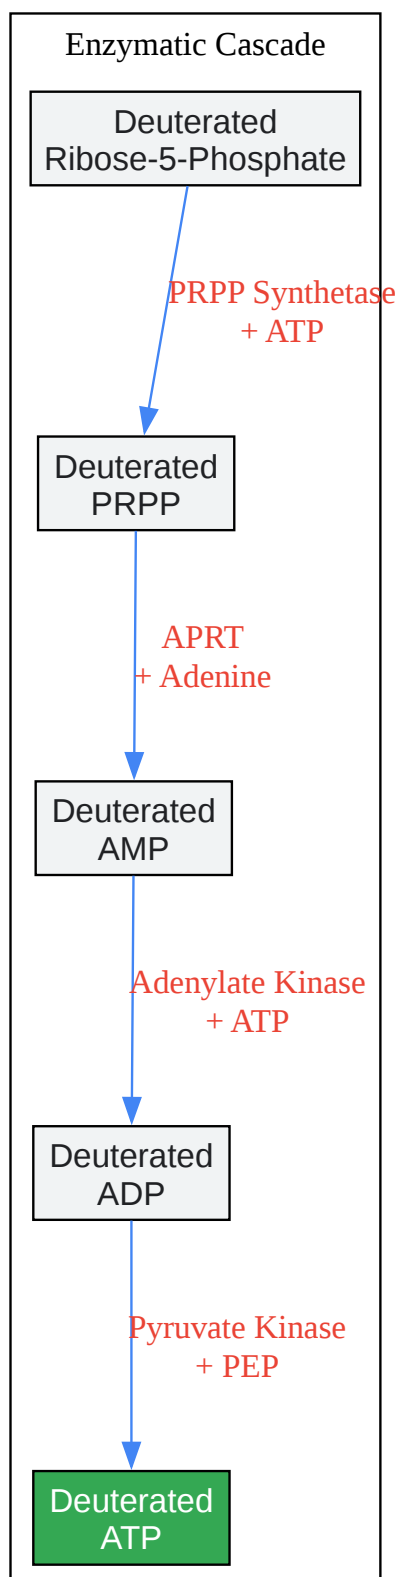 Enzymatic Cascade
Deuterated
Ribose-5-Phosphate
PRPP Synthetase
+ ATP
Deuterated
PRPP
APRT
+ Adenine
Deuterated
AMP
Adenylate Kinase
+ ATP
Deuterated
ADP
Pyruvate Kinase
+ PEP
Deuterated
ATP